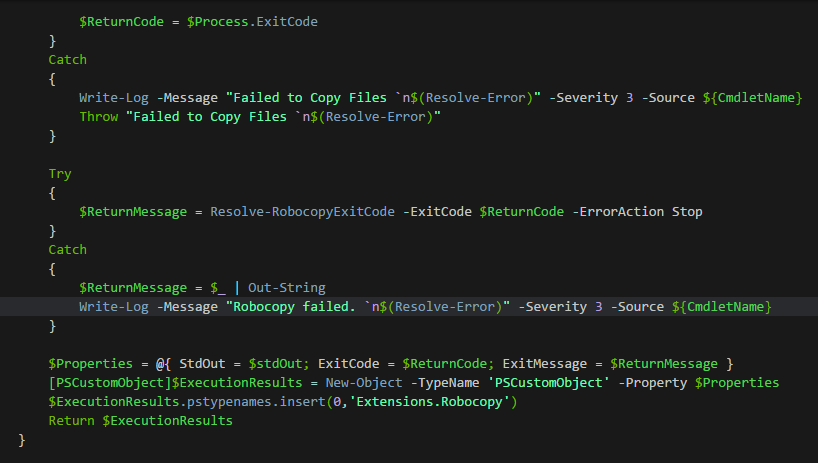 $ReturnCode = $Process.ExitCode
}
Catch
{
Write-Log -Message "Failed to Copy Files `n$(Resolve-Error)" -Severity 3 -Source ${CmdletName}
Throw "Failed to Copy Files `n$(Resolve-Error)"
}
Try
{
$ReturnMessage = Resolve-RobocopyExitCode -ExitCode $ReturnCode -ErrorAction Stop
}
Catch
{
$ReturnMessage = $_ | Out-String
Write-Log -Message "Robocopy failed. `n$(Resolve-Error)" -Severity 3 -Source ${CmdletName}
}
$Properties = @{ StdOut = $stdOut; ExitCode = $ReturnCode; ExitMessage = $ReturnMessage }
[PSCustomObject]$ExecutionResults = New-Object -TypeName 'PSCustomObject' -Property $Properties
$ExecutionResults.pstypenames.insert(0,'Extensions.Robocopy')
Return $ExecutionResults
}